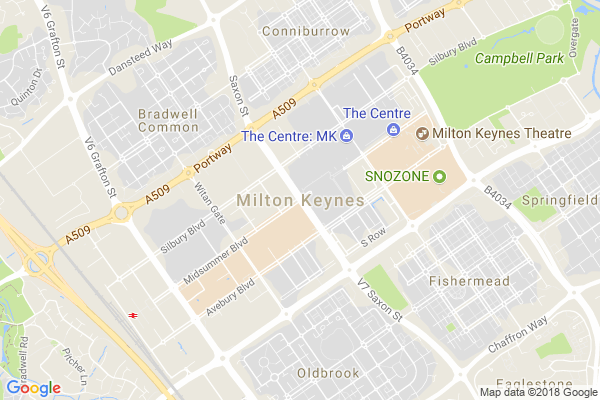 V6 Grafton St
Conniburrow
Portway
Overgate
Dansteed Way
B4034
Silbury Blvd
Campbell Park
Quinton Dr
Saxon St
A509
Bradwell
Common
The Centre
The Centre: MK
Milton Keynes Theatre
Portway
V6 Grafton St
SNOZONE
A509
Witan Gate
Milton Keynes
B4034
Springfield
A509
Silbury Blvd
Midsummer Blvd
S Row
Avebury Blvd
V7 Saxon St
Fishermead
Chaffron Way
Bradwell Rd
Pitcher Ln
Oldbrook
Eaglestone
Google
Map data ©2018 Google